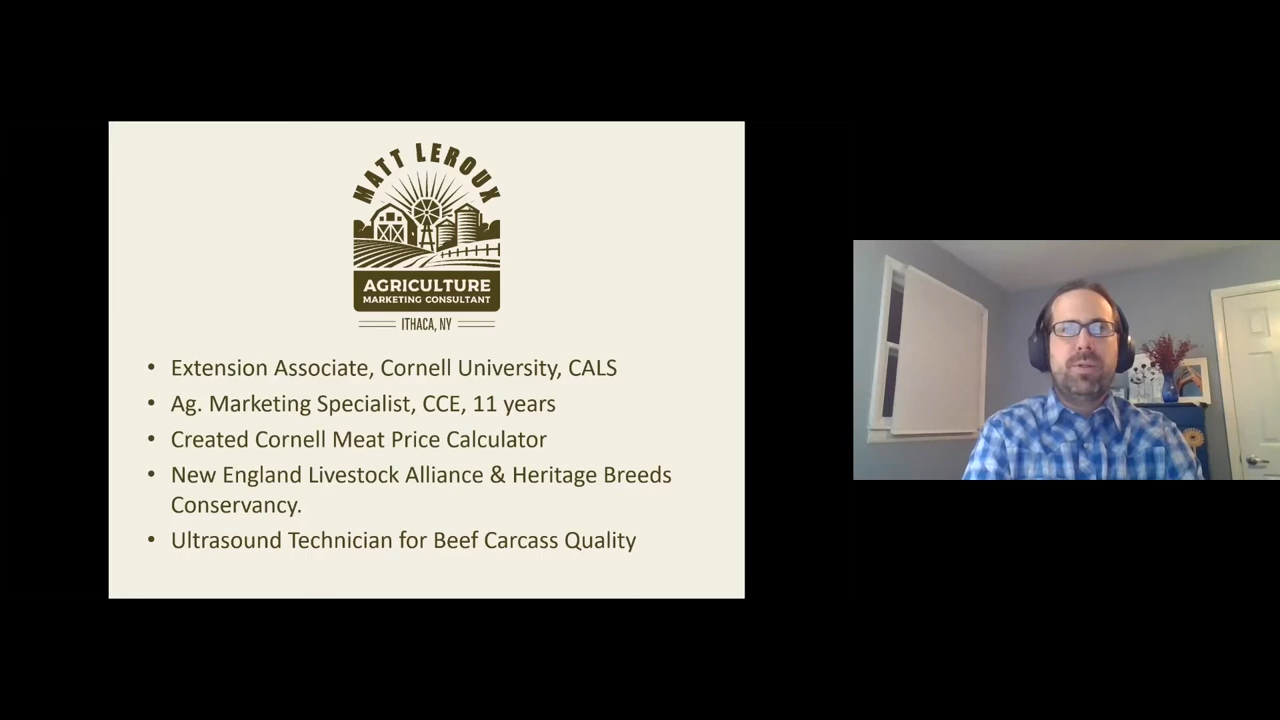 MATT LEROUX
AGRICULTURE
MARKETING CONSULTANT
ITHACA, NY
• Extension Associate, Cornell University, CALS
• Ag. Marketing Specialist, CCE, 11 years
• Created Cornell Meat Price Calculator
• New England Livestock Alliance & Heritage Breeds
Conservancy.
• Ultrasound Technician for Beef Carcass Quality